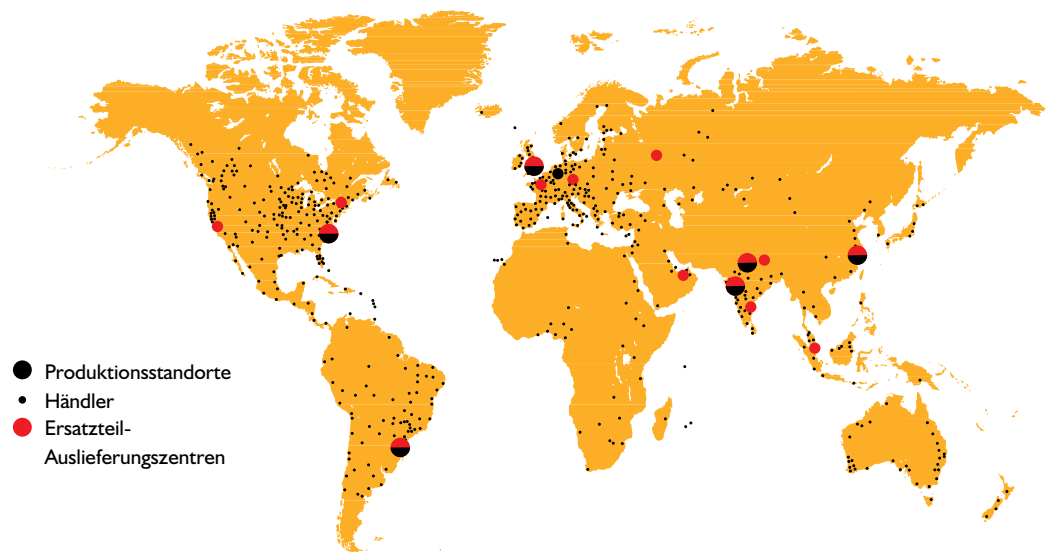 Produktionsstandorte
Händler
Ersatzteil-
Auslieferungszentren